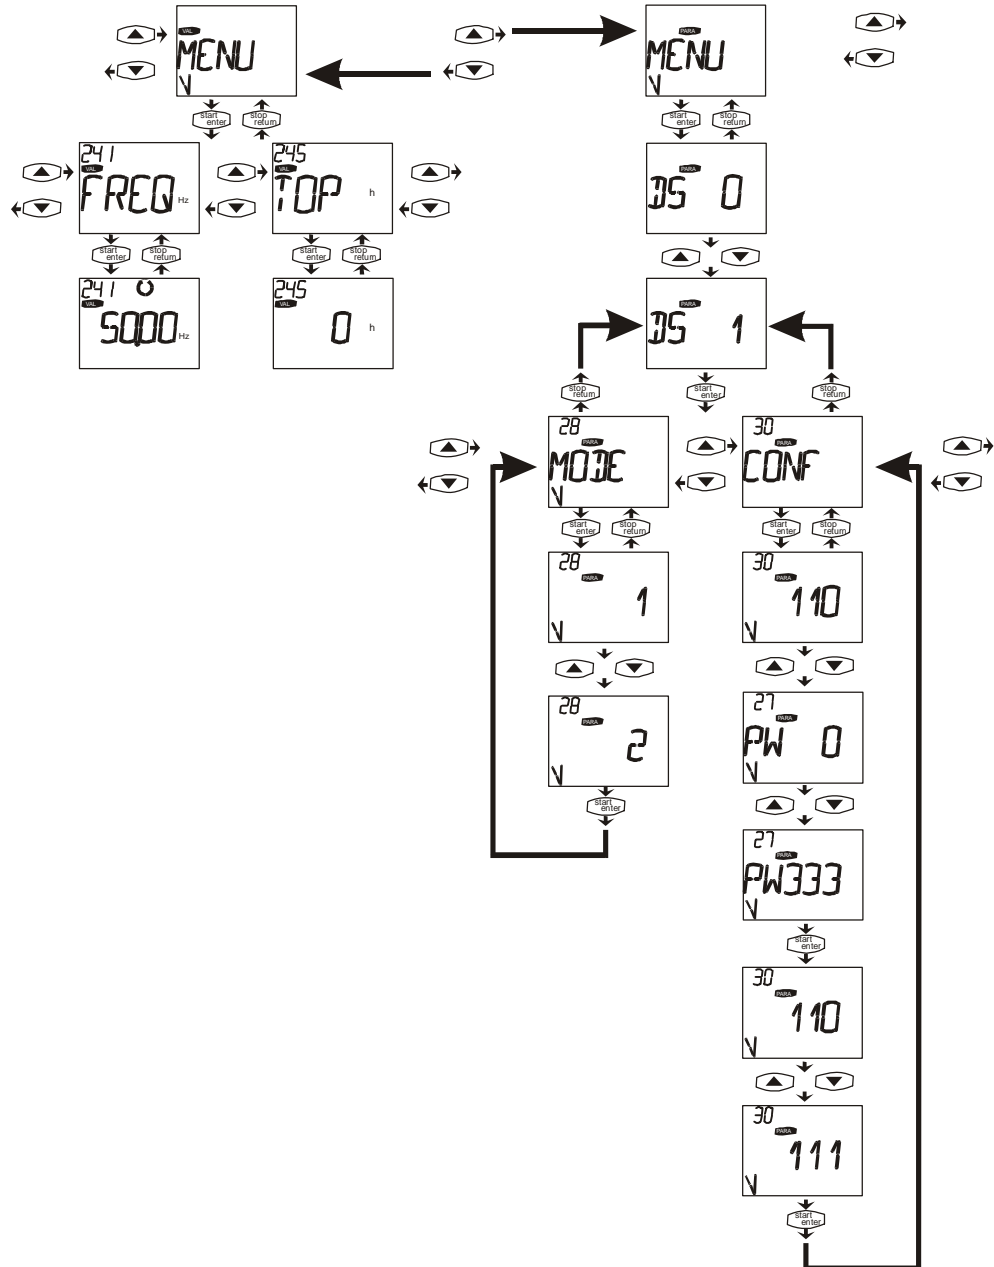 VAL
MENU
V
PARA
MENU
V
start
enter
stop
return
start
enter
stop
return
241
VAL
FREQ Hz
245
VAL
TOP h
PARA
DS 0
start
enter
stop
return
start
enter
stop
return
241
VAL
50.00 Hz
245
VAL
0 h
PARA
DS 1
stop
return
start
enter
stop
return
28
PARA
MODE
V
30
PARA
CONF
V
start
enter
stop
return
start
enter
stop
return
28
PARA
1
V
30
PARA
110
V
28
PARA
2
V
27
PARA
PW 0
V
start
enter
27
PARA
PW333
V
start
enter
30
PARA
110
V
30
PARA
111
V
start
enter